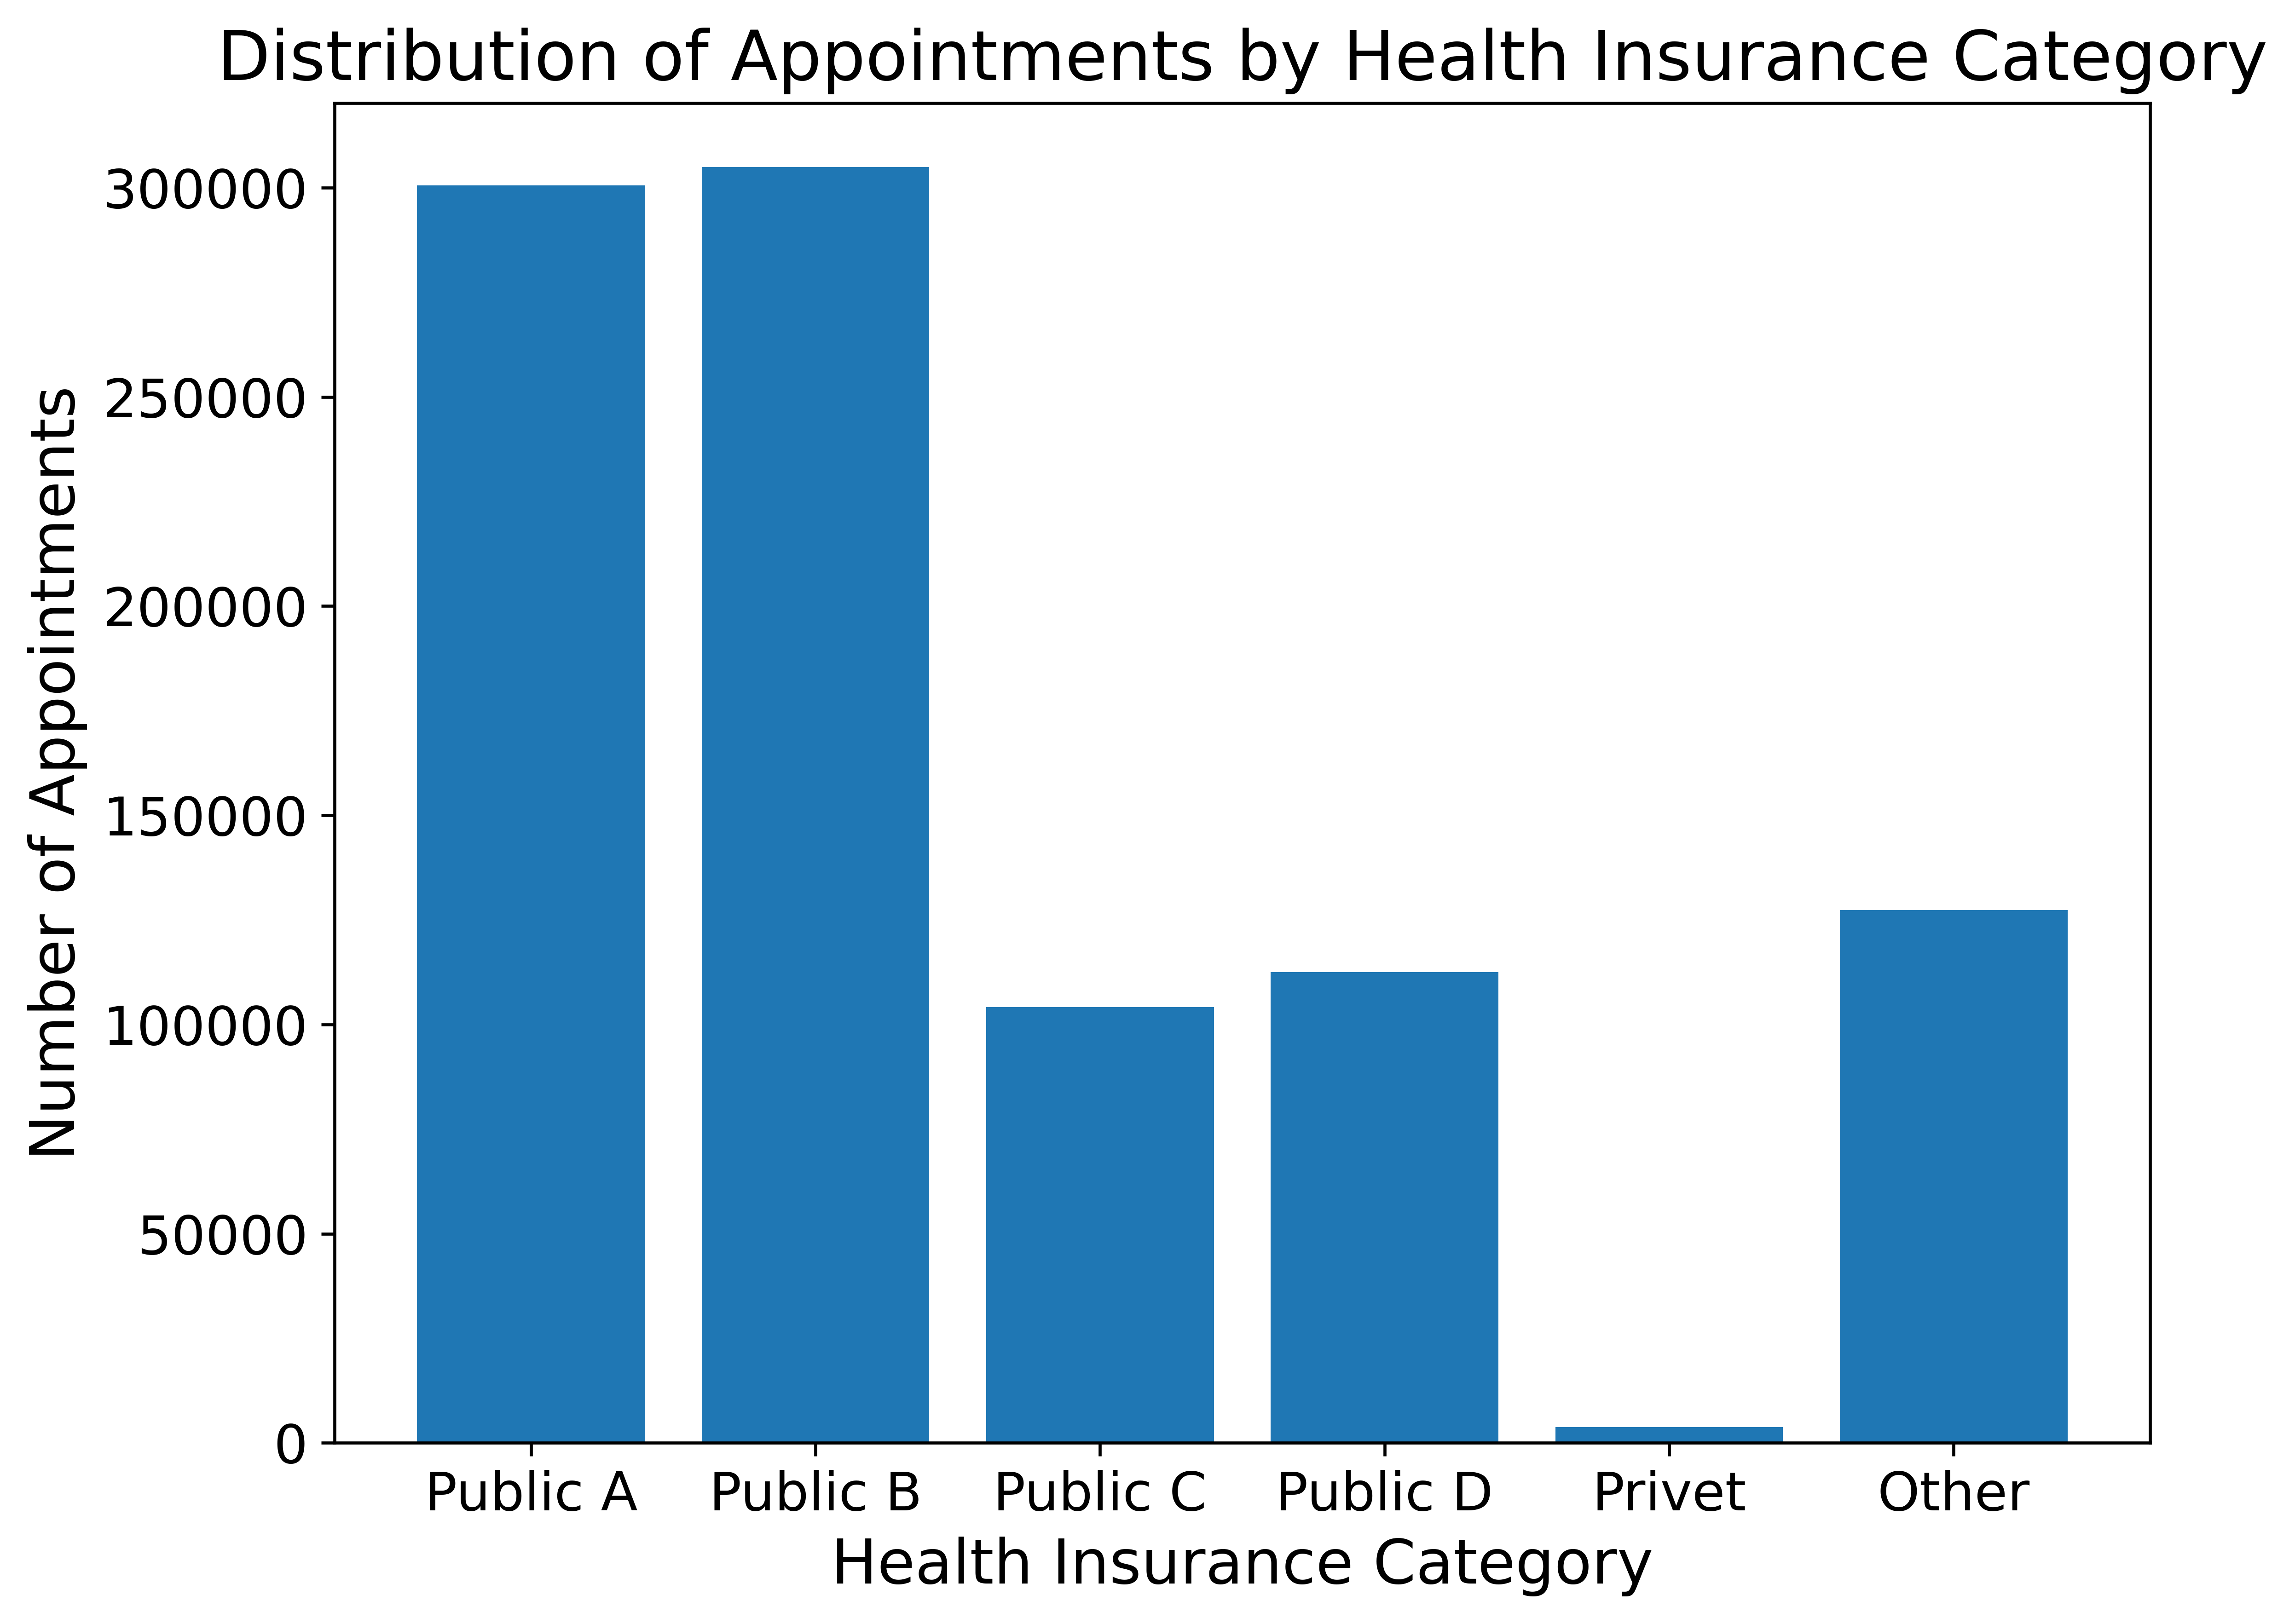 Distribution of Appointments by Health Insurance Category
Number of Appointments
300000
250000
200000
150000
100000
50000
0
Public A Public B Public C Public D Privet Other
Health Insurance Category